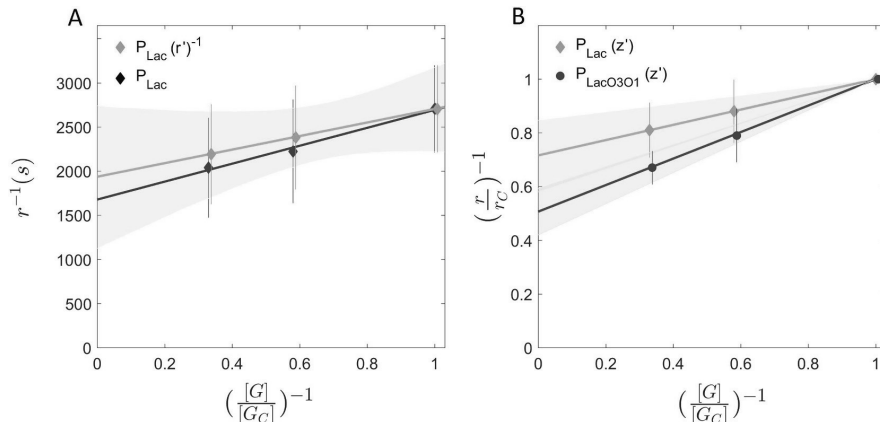 A
P_Lac (r')^-1
P_Lac
3000
2500
2000
1500
1000
500
0
r^-1(s)
0 0.2 0.4 0.6 0.8 1
([G]/[G_C])^-1
B
P_Lac (z')
P_LacO3O1 (z')
1
0.8
0.6
0.4
0.2
0
(r/r_C)^-1
0 0.2 0.4 0.6 0.8 1
([G]/[G_C])^-1